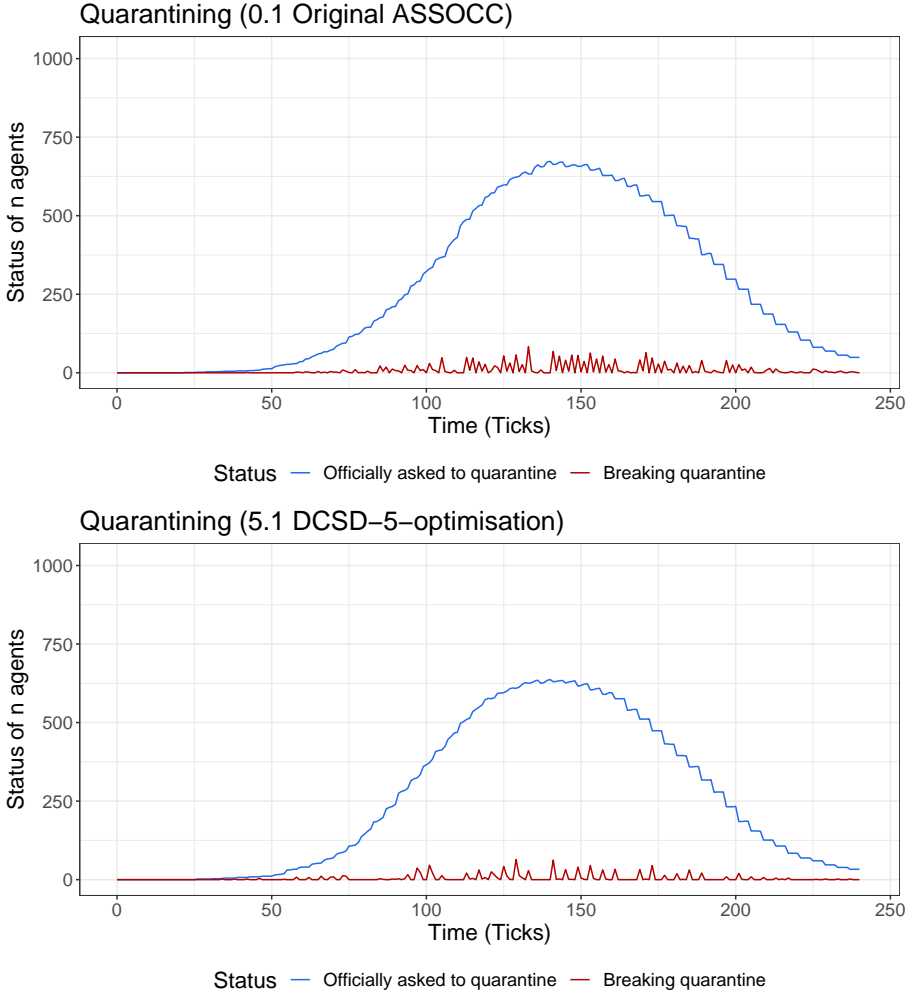 Quarantining (0.1 Original ASSOCC)
1000
750
500
250
0
Status of n agents
0 50 100 150 200 250
Time (Ticks)
Status Officially asked to quarantine Breaking quarantine
Quarantining (5.1 DCSD−5−optimisation)
1000
750
500
250
0
Status of n agents
0 50 100 150 200 250
Time (Ticks)
Status Officially asked to quarantine Breaking quarantine